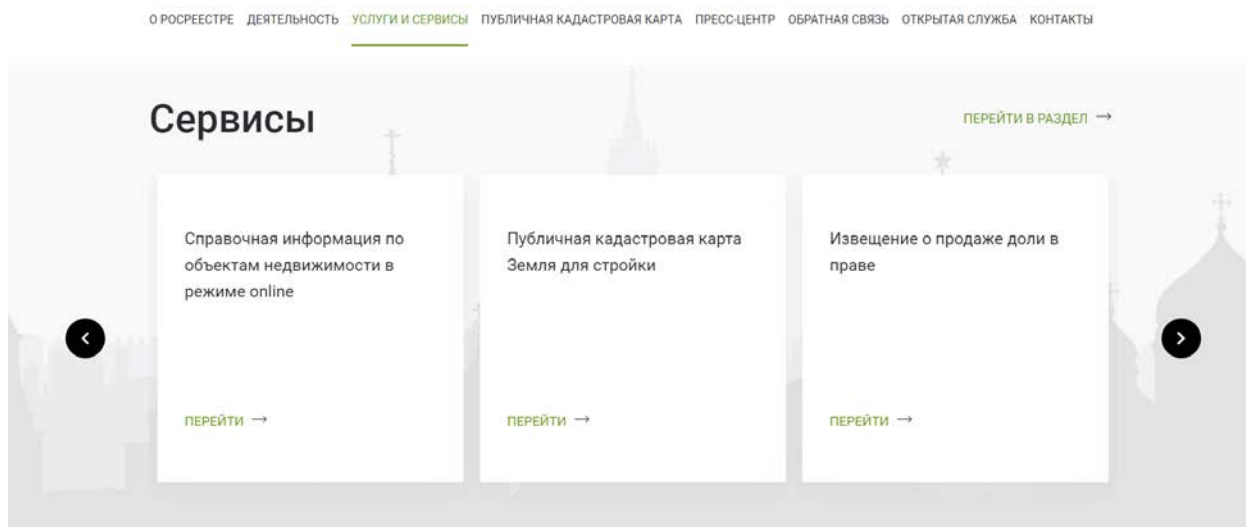 О РОСРЕЕСТРЕ ДЕЯТЕЛЬНОСТЬ УСЛУГИ И СЕРВИСЫ ПУБЛИЧНАЯ КАДАСТРОВАЯ КАРТА ПРЕСС-ЦЕНТР ОБРАТНАЯ СВЯЗЬ ОТКРЫТАЯ СЛУЖБА КОНТАКТЫ
Сервисы
ПЕРЕЙТИ В РАЗДЕЛ →
Справочная информация по
объектам недвижимости в
режиме online
ПЕРЕЙТИ →
Публичная кадастровая карта
Земля для стройки
ПЕРЕЙТИ →
Извещение о продаже доли в
праве
ПЕРЕЙТИ →